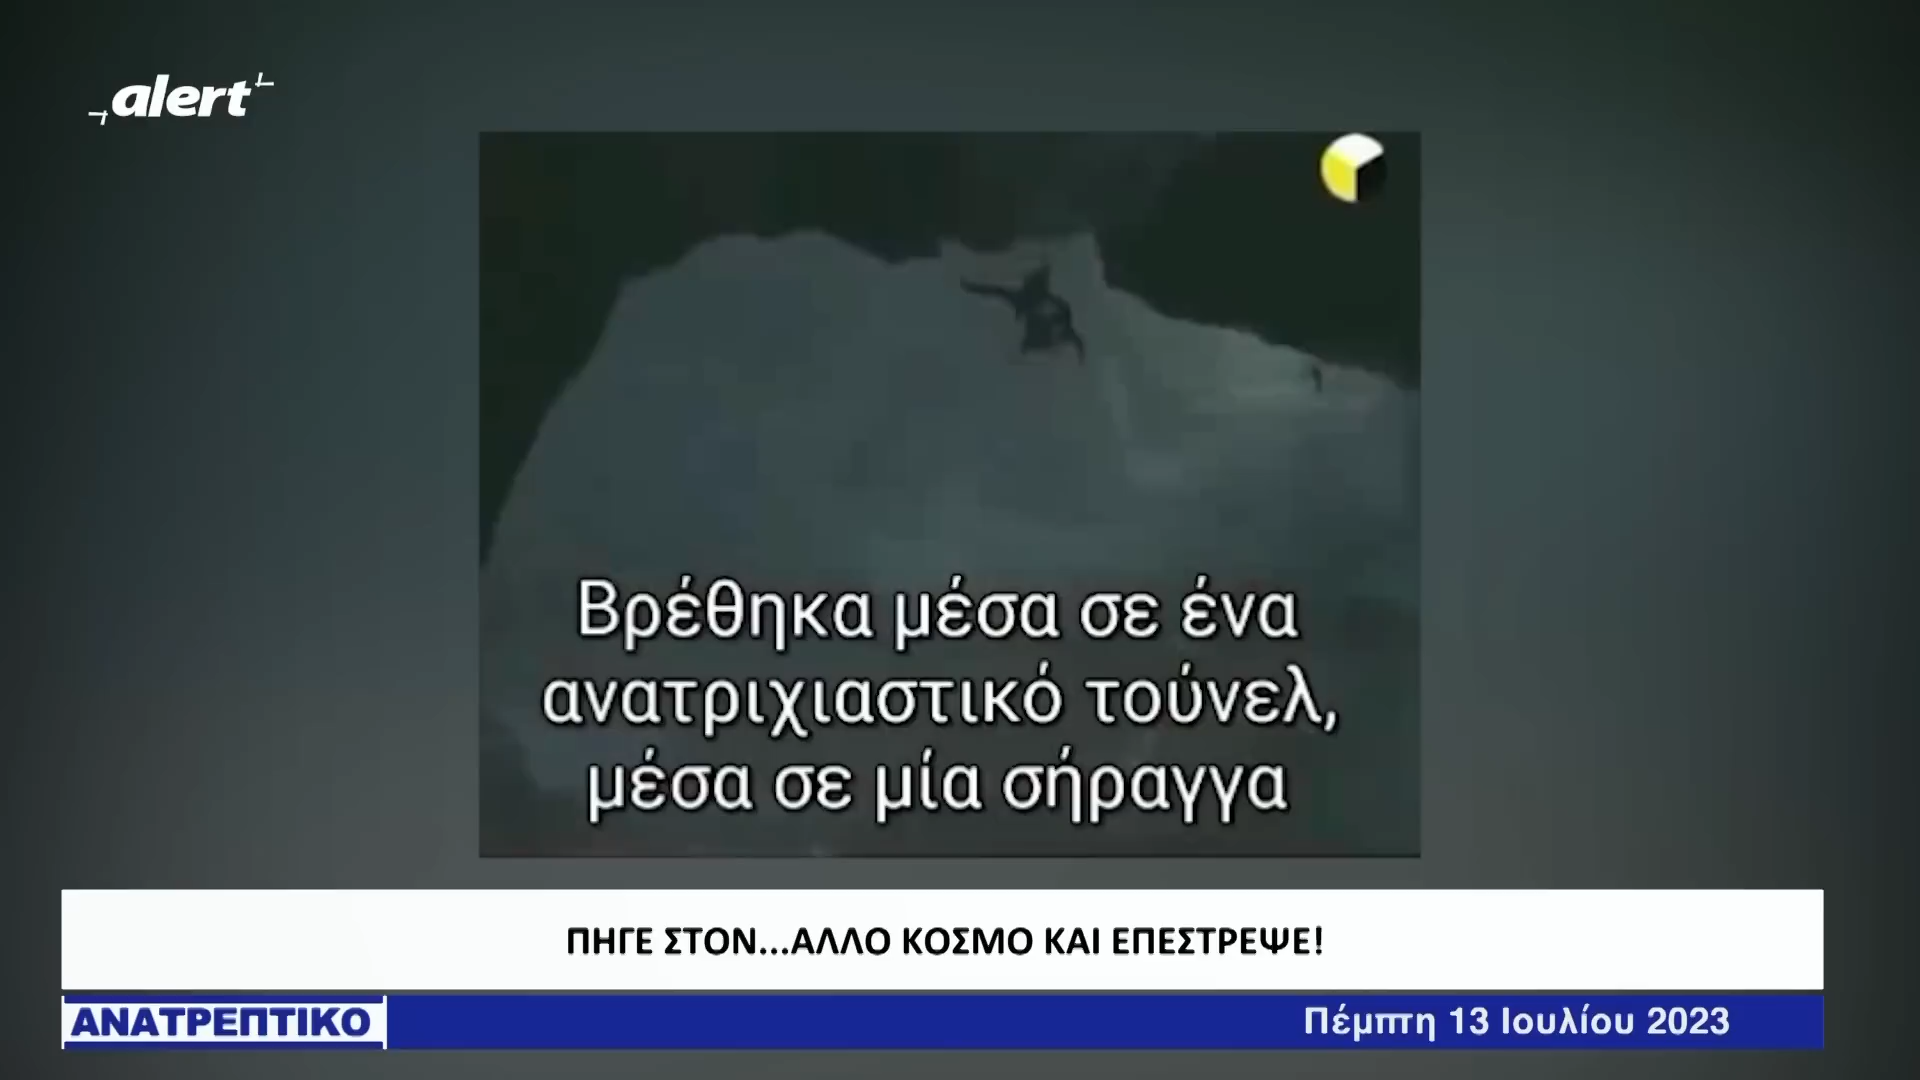 alert
Βρέθηκα μέσα σε ένα
ανατριχιαστικό τούνελ,
μέσα σε μία σήραγγα
ΠΗΓΕ ΣΤΟΝ...ΑΛΛΟ ΚΟΣΜΟ ΚΑΙ ΕΠΕΣΤΡΕΨΕ!
ΑΝΑΤΡΕΠΤΙΚΟ
Πέμπτη 13 Ιουλίου 2023